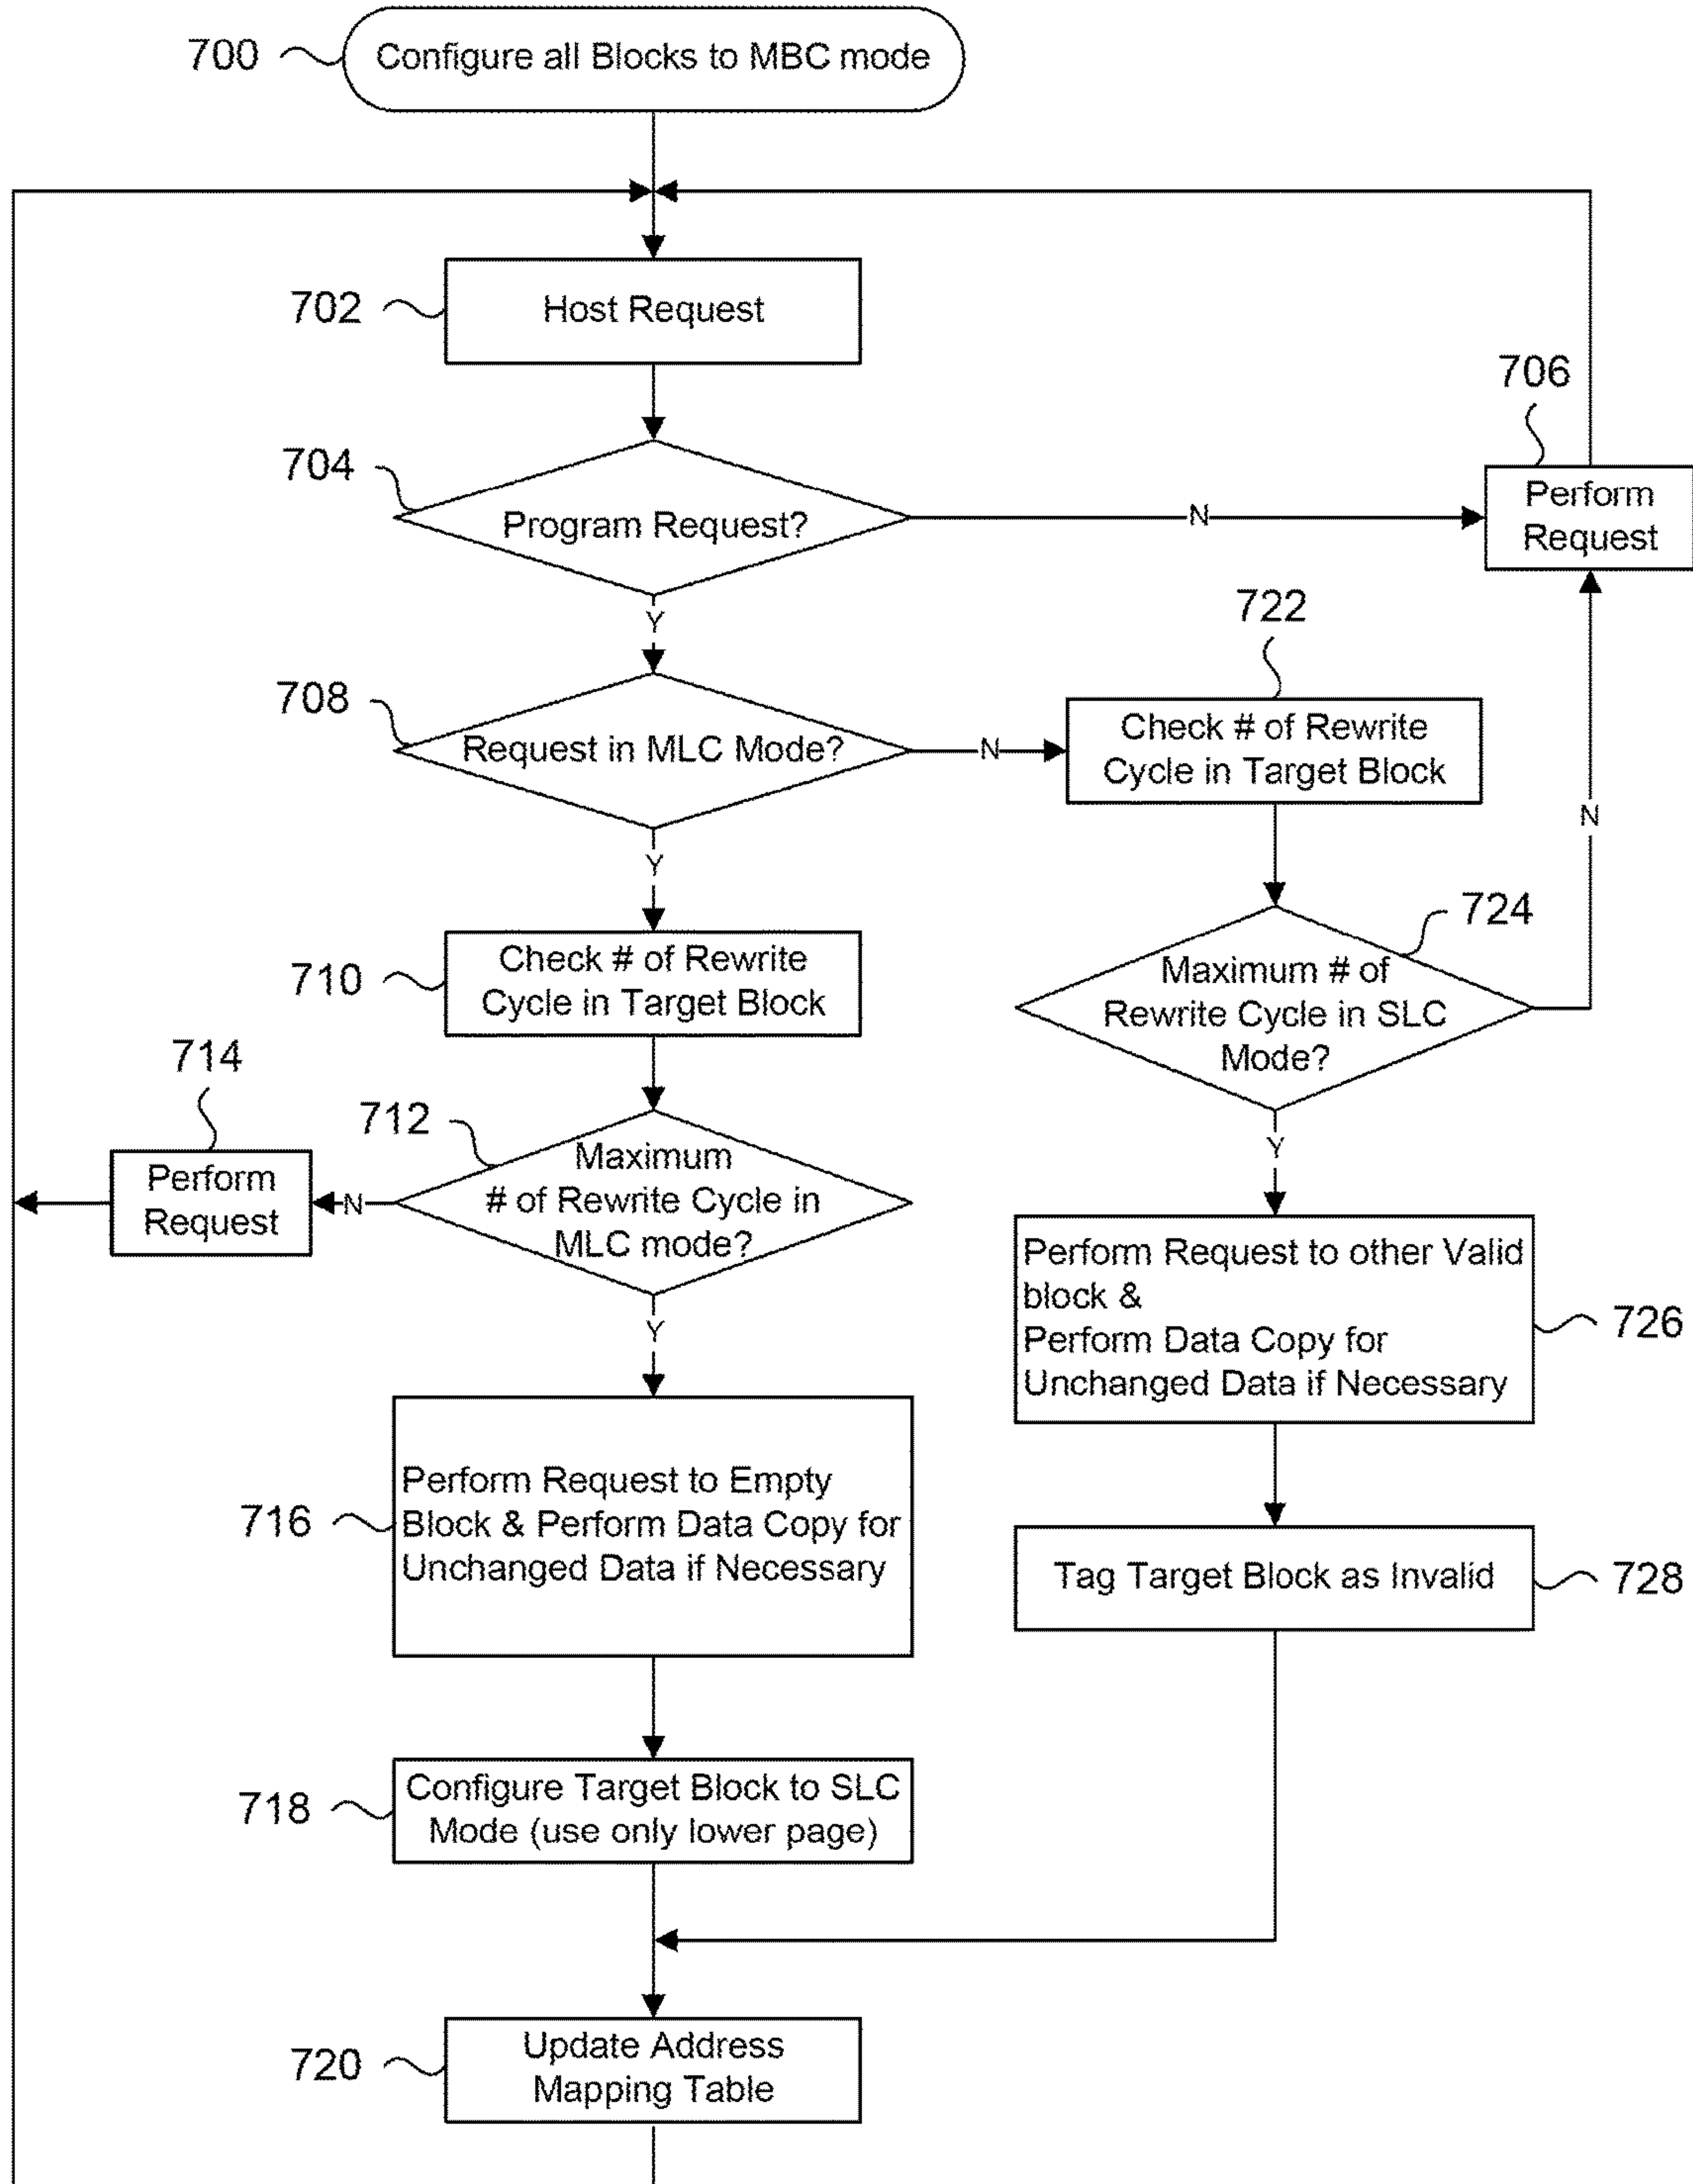 700
Configure all Blocks to MBC mode
702
Host Request
706
Perform
Request
704
Program Request?
N
Y
722
708
Request in MLC Mode?
N
Check # of Rewrite
Cycle in Target Block
N
Y
724
Maximum # of
Rewrite Cycle in SLC
Mode?
710
Check # of Rewrite
Cycle in Target Block
714
Perform
Request
N
712
Maximum
# of Rewrite Cycle in
MLC mode?
Y
Y
Perform Request to other Valid
block &
Perform Data Copy for
Unchanged Data if Necessary
726
716
Perform Request to Empty
Block & Perform Data Copy for
Unchanged Data if Necessary
Tag Target Block as Invalid
728
718
Configure Target Block to SLC
Mode (use only lower page)
720
Update Address
Mapping Table